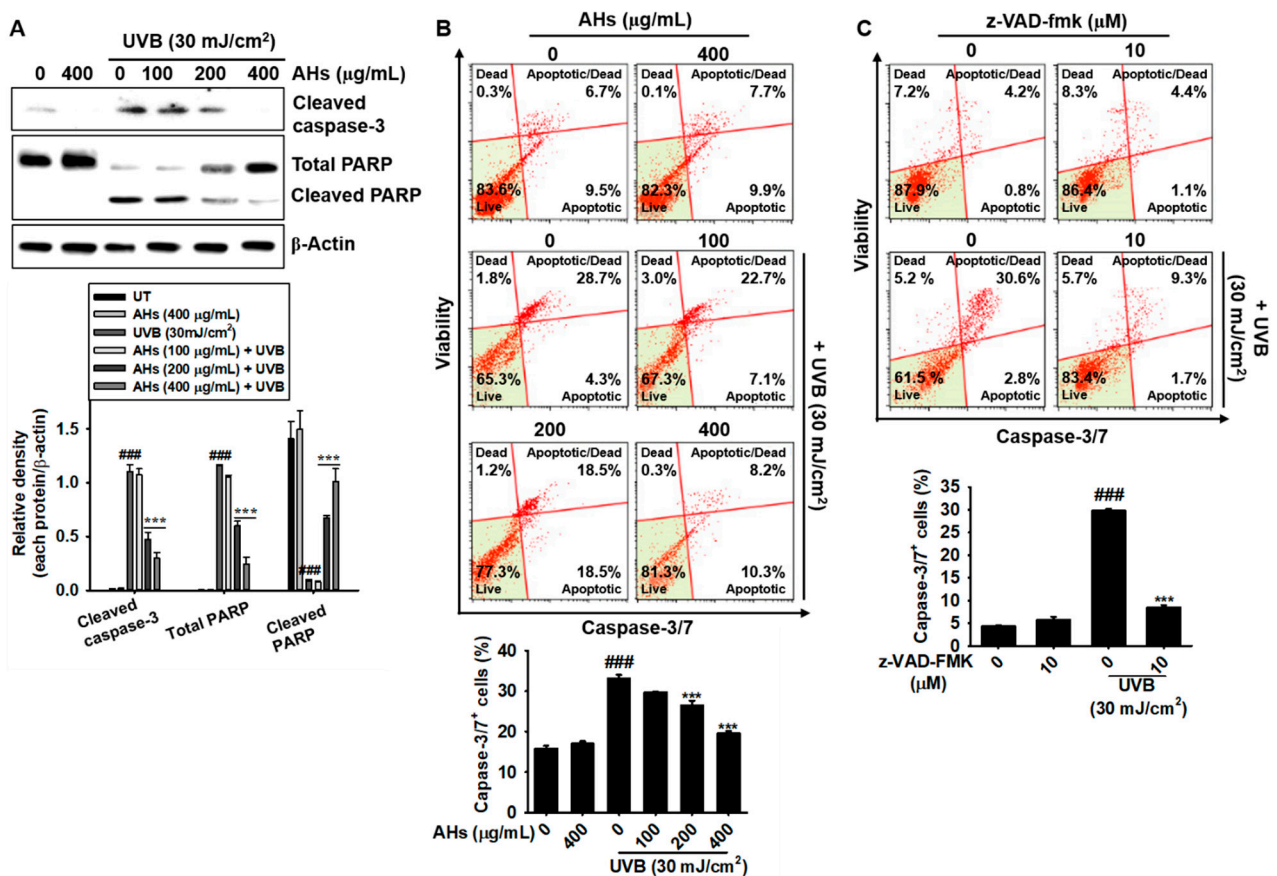 A
UVB (30 mJ/cm²)
0 400 0 100 200 400 AHs (μg/mL)
Cleaved
caspase-3
Total PARP
Cleaved PARP
β-Actin
UT
AHs (400 μg/mL)
UVB (30mJ/cm²)
AHs (100 μg/mL) + UVB
AHs (200 μg/mL) + UVB
AHs (400 μg/mL) + UVB
Relative density
(each protein/β-actin)
1.5
1.0
0.5
0.0
###
***
###
***
###
***
Cleaved
caspase-3
Total PARP
Cleaved
PARP
B
AHs (μg/mL)
0 400
Dead Apoptotic/Dead
0.3% 6.7%
83.6% 9.5%
Live Apoptotic
Dead Apoptotic/Dead
0.1% 7.7%
82.3% 9.9%
Live Apoptotic
0 100
Dead Apoptotic/Dead
1.8% 28.7%
65.3% 4.3%
Live Apoptotic
Dead Apoptotic/Dead
3.0% 22.7%
67.3% 7.1%
Live Apoptotic
200 400
Dead Apoptotic/Dead
1.2% 18.5%
77.3% 18.5%
Live Apoptotic
Dead Apoptotic/Dead
0.3% 8.2%
81.3% 10.3%
Live Apoptotic
Viability
+ UVB (30 mJ/cm²)
Caspase-3/7
Capase-3/7⁺ cells (%)
40
30
20
10
0
###
***
***
AHs 0 400 0 100 200 400
(μg/mL)
UVB (30 mJ/cm²)
C
z-VAD-fmk (μM)
0 10
Dead Apoptotic/Dead
7.2% 4.2%
87.9% 0.8%
Live Apoptotic
Dead Apoptotic/Dead
8.3% 4.4%
86.4% 1.1%
Live Apoptotic
0 10
Dead Apoptotic/Dead
5.2 % 30.6%
61.5 % 2.8%
Live Apoptotic
Dead Apoptotic/Dead
5.7% 9.3%
83.4% 1.7%
Live Apoptotic
Viability
+ UVB
(30 mJ/cm²)
Caspase-3/7
Capase-3/7⁺ cells (%)
35
30
25
20
15
10
5
0
###
***
z-VAD-FMK 0 10 0 10
(μM)
UVB
(30 mJ/cm²)